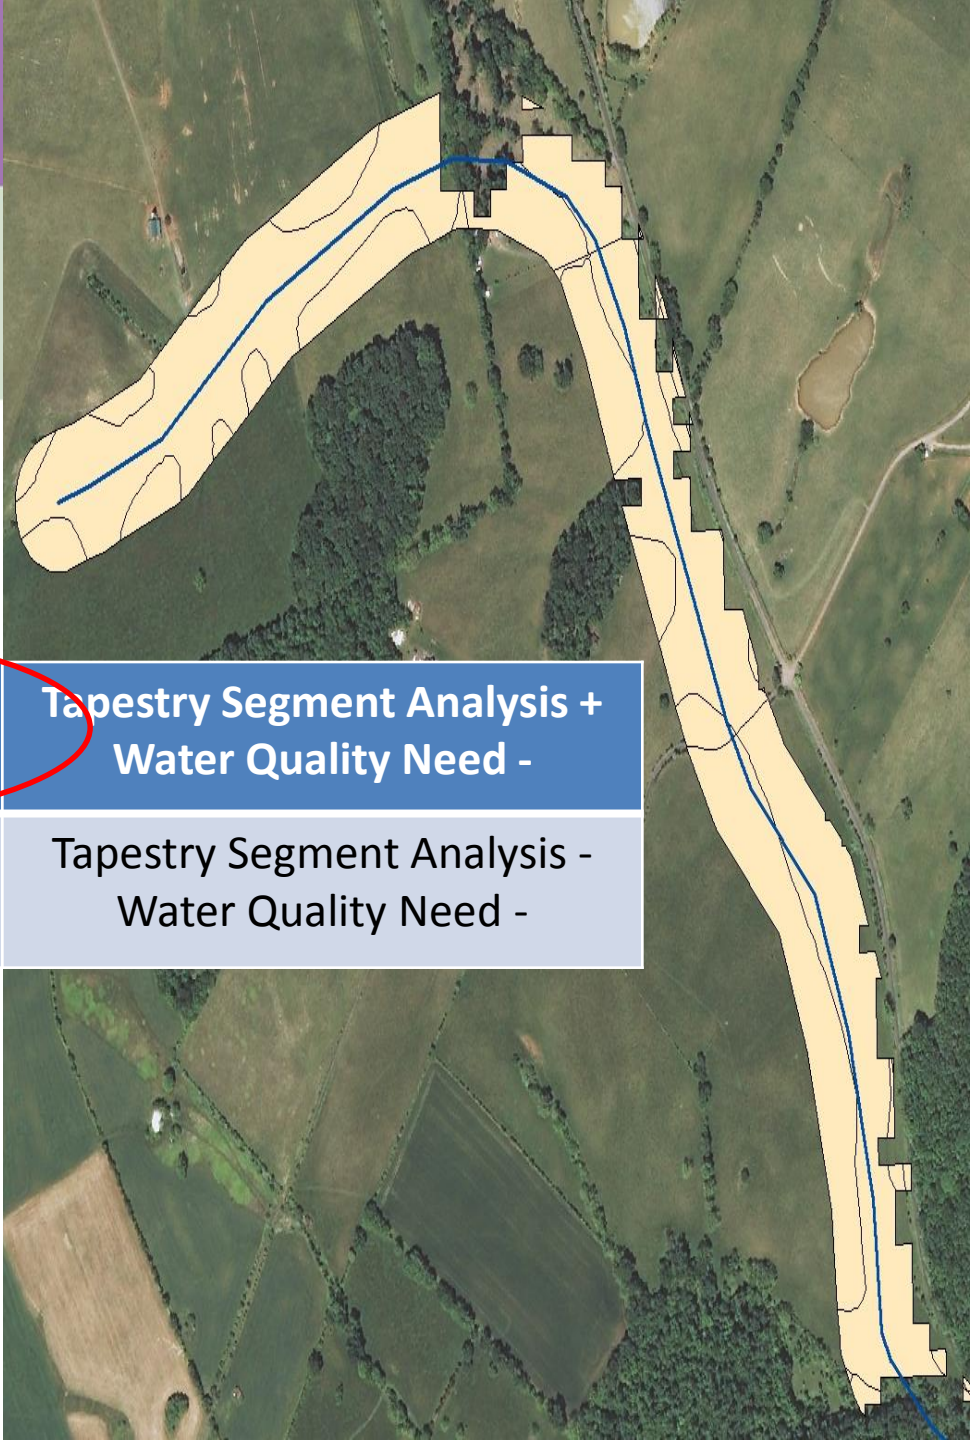 Tapestry Segment Analysis +
Water Quality Need -
Tapestry Segment Analysis -
Water Quality Need -